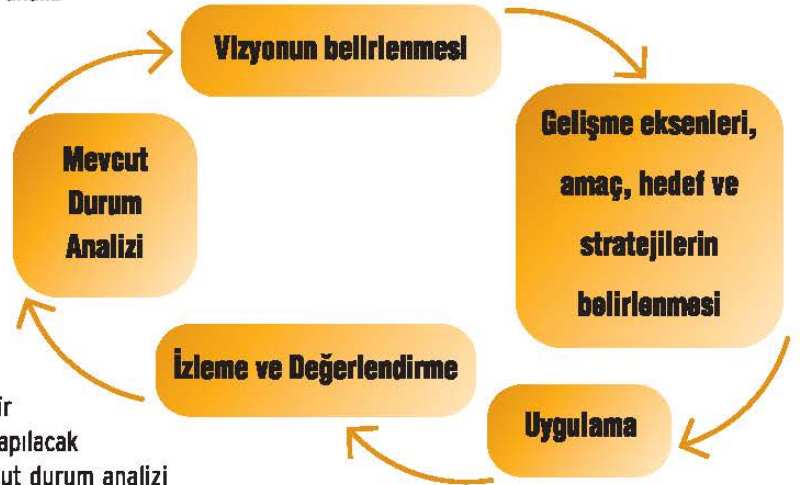 Vizyonun belirlenmesi
Gelişme eksenleri,
amaç, hedef ve
stratejilerin
belirlenmesi
Mevcut
Durum
Analizi
İzleme ve Değerlendirme
Uygulama
ir
apılacak
ut durum analizi